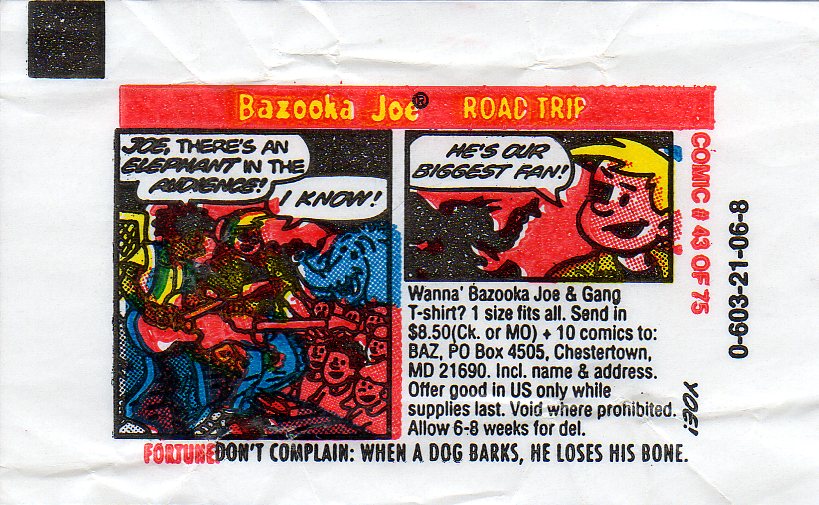 Bazooka Joe® ROAD TRIP
JOE, THERE'S AN
ELEPHANT IN THE
AUDIENCE!
I KNOW!
HE'S OUR
BIGGEST FAN!
COMIC # 43 OF 75
0-603-21-06-8
Wanna' Bazooka Joe & Gang
T-shirt? 1 size fits all. Send in
$8.50(Ck. or MO) + 10 comics to:
BAZ, PO Box 4505, Chestertown,
MD 21690. Incl. name & address.
Offer good in US only while
supplies last. Void where prohibited.
Allow 6-8 weeks for del.
YOE!
FORTUNE: DON'T COMPLAIN: WHEN A DOG BARKS, HE LOSES HIS BONE.